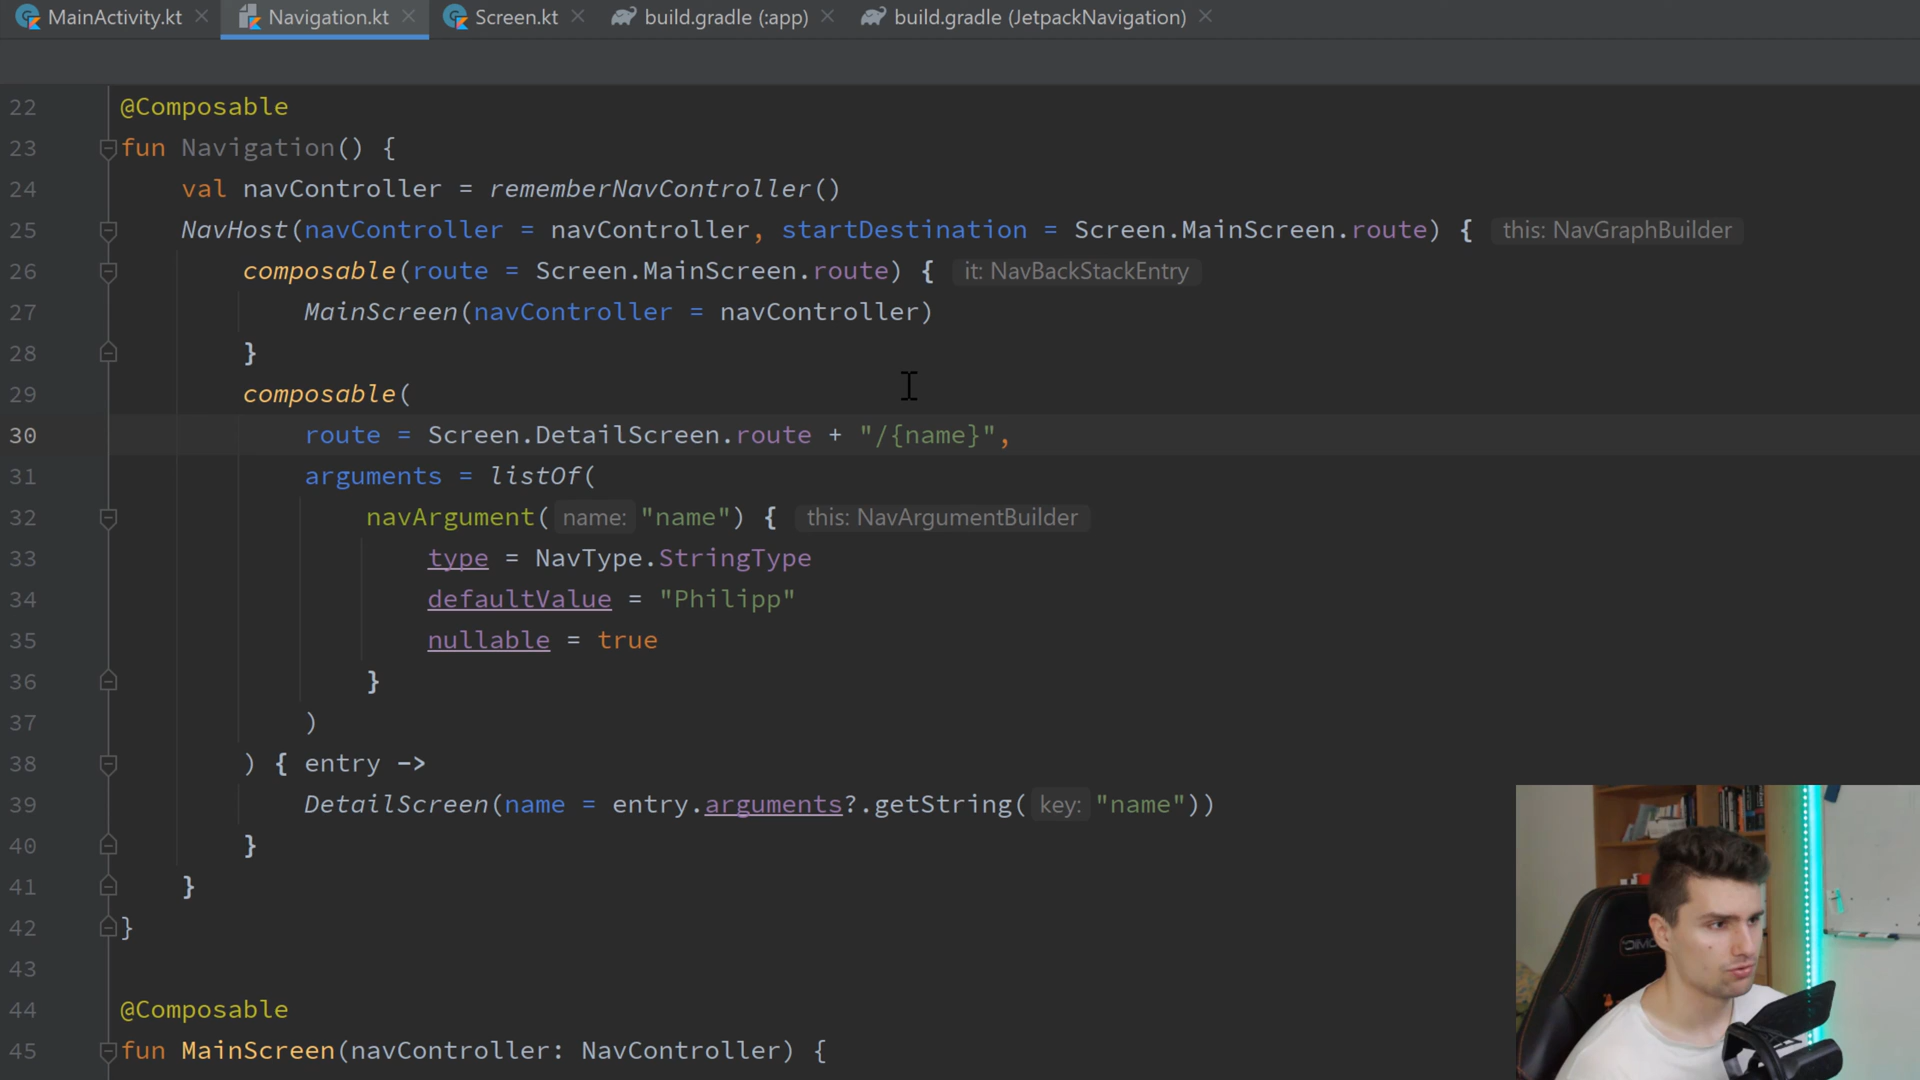 MainActivity.kt Navigation.kt Screen.kt build.gradle (:app) build.gradle (JetpackNavigation)
22 @Composable
23 fun Navigation() {
24 val navController = rememberNavController()
25 NavHost(navController = navController, startDestination = Screen.MainScreen.route) { this: NavGraphBuilder
26 composable(route = Screen.MainScreen.route) { it: NavBackStackEntry
27 MainScreen(navController = navController)
28 }
29 composable(
30 route = Screen.DetailScreen.route + "/{name}",
31 arguments = listOf(
32 navArgument( name: "name") { this: NavArgumentBuilder
33 type = NavType.StringType
34 defaultValue = "Philipp"
35 nullable = true
36 }
37 )
38 ) { entry ->
39 DetailScreen(name = entry.arguments?.getString( key: "name"))
40 }
41 }
42 }
43
44 @Composable
45 fun MainScreen(navController: NavController) {